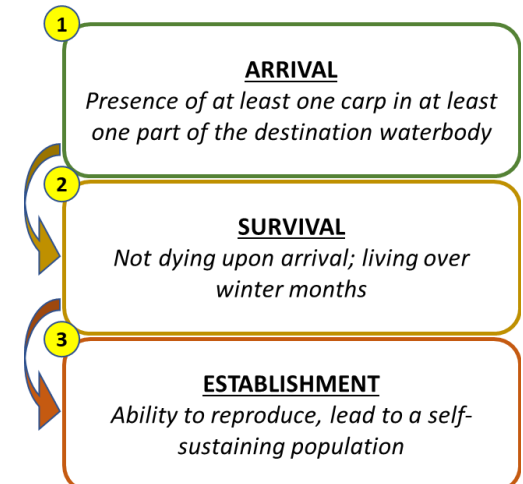 1
ARRIVAL
Presence of at least one carp in at least
one part of the destination waterbody
2
SURVIVAL
Not dying upon arrival; living over
winter months
3
ESTABLISHMENT
Ability to reproduce, lead to a self-
sustaining population